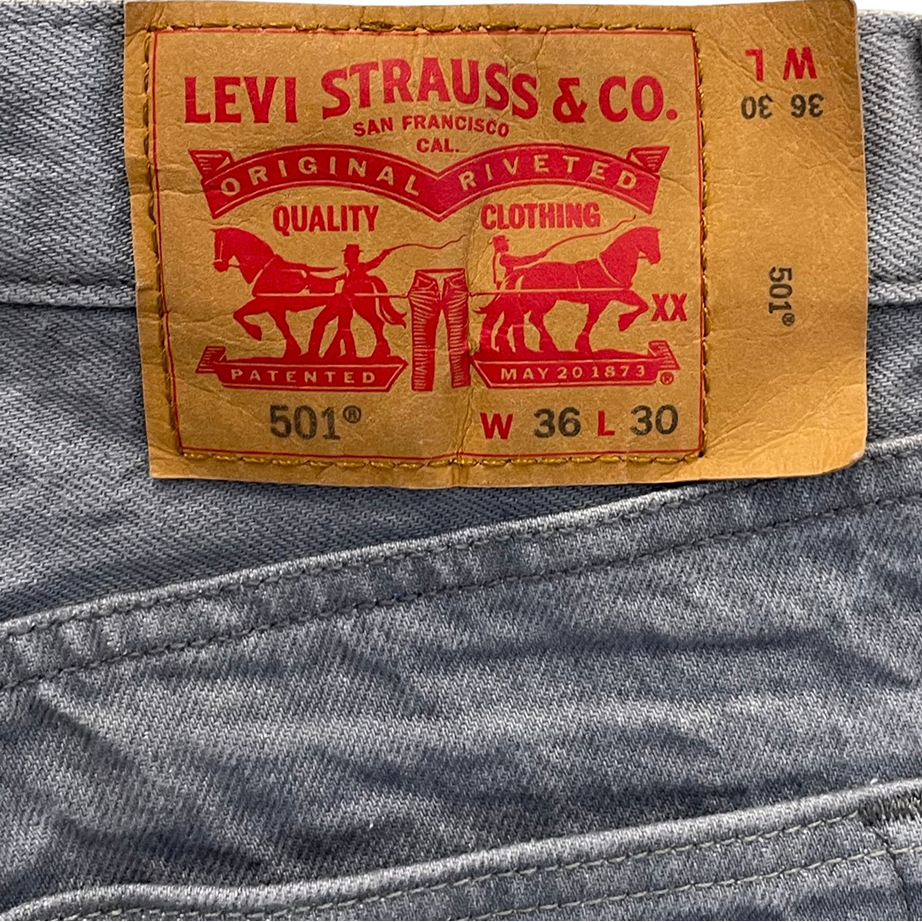 LEVI STRAUSS & CO.
SAN FRANCISCO
CAL.
ORIGINAL RIVETED
QUALITY CLOTHING
XX
PATENTED MAY 20 1873 ®
501® W 36 L 30
W L
36 30
501®